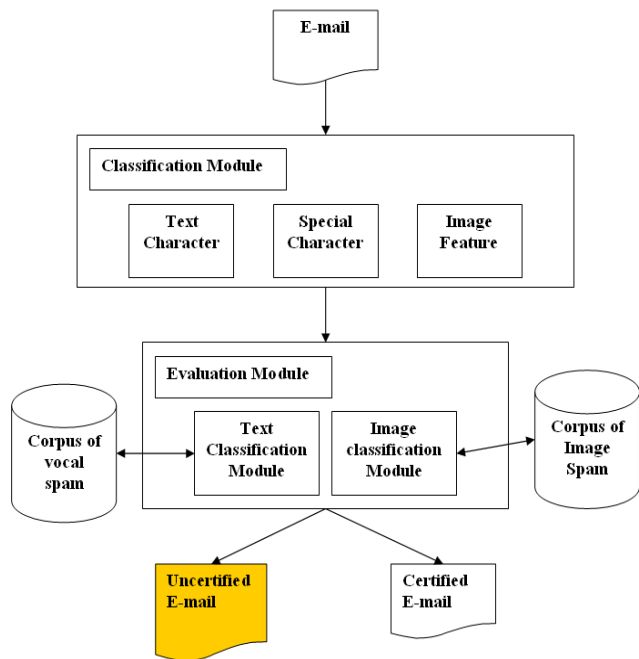 E-mail
Classification Module
Text
Character
Special
Character
Image
Feature
Evaluation Module
Corpus of
vocal
spam
Text
Classification
Module
Image
classification
Module
Corpus of
Image
Spam
Uncertified
E-mail
Certified
E-mail